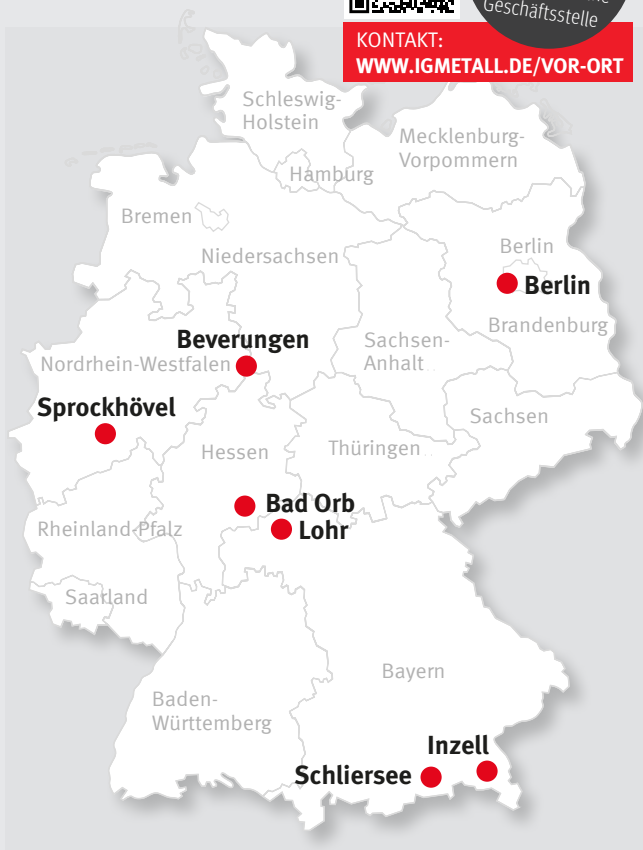 Geschäftsstelle
KONTAKT:
WWW.IGMETALL.DE/VOR-ORT
Schleswig-
Holstein
Mecklenburg-
Vorpommern
Hamburg
Bremen
Niedersachsen
Berlin
Berlin
Brandenburg
Beverungen
Sachsen-
Anhalt
Nordrhein-Westfalen
Sprockhövel
Sachsen
Hessen
Thüringen
Bad Orb
Lohr
Rheinland-Pfalz
Saarland
Bayern
Baden-
Württemberg
Inzell
Schliersee